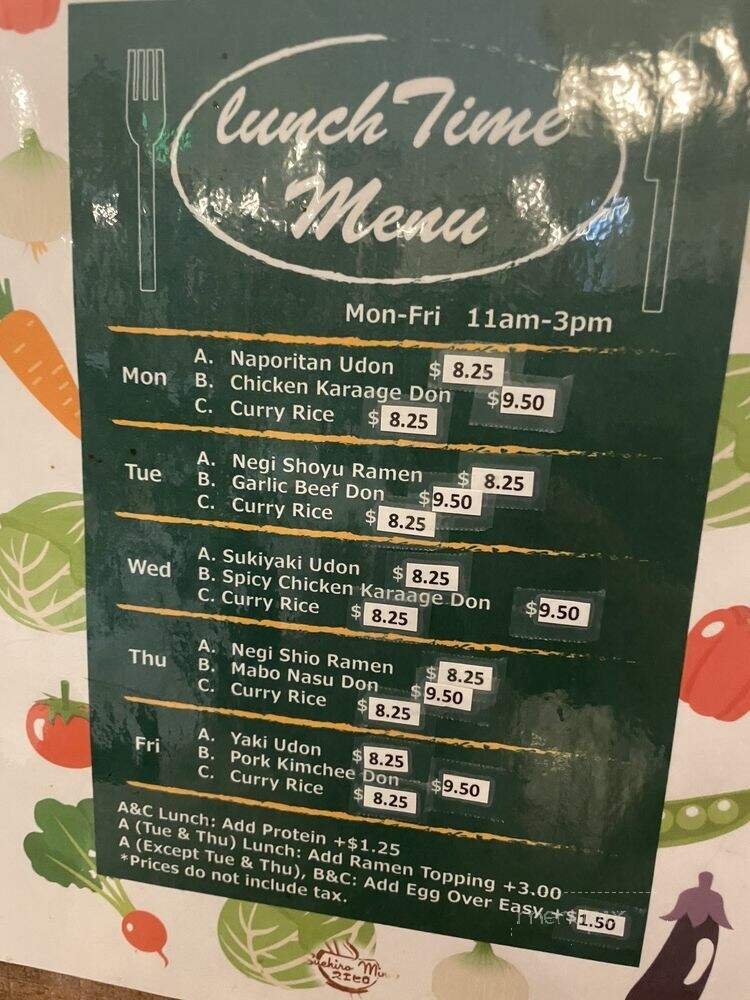 lunch Time
Menu
Mon-Fri 11am-3pm
Mon
A. Naporitan Udon $ 8.25
B. Chicken Karaage Don $ 9.50
C. Curry Rice $ 8.25
Tue
A. Negi Shoyu Ramen $ 8.25
B. Garlic Beef Don $ 9.50
C. Curry Rice $ 8.25
Wed
A. Sukiyaki Udon $ 8.25
B. Spicy Chicken Karaage Don $ 9.50
C. Curry Rice $ 8.25
Thu
A. Negi Shio Ramen $ 8.25
B. Mabo Nasu Don $ 9.50
C. Curry Rice $ 8.25
Fri
A. Yaki Udon $ 8.25
B. Pork Kimchee Don $ 9.50
C. Curry Rice $ 8.25
A&C Lunch: Add Protein +$1.25
A (Tue & Thu) Lunch: Add Ramen Topping +3.00
A (Except Tue & Thu), B&C: Add Egg Over Easy +$1.50
*Prices do not include tax.
Suehiro
スエヒロ